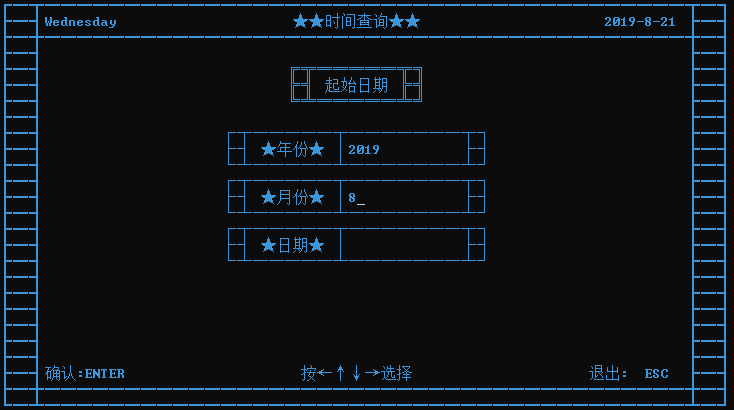 Wednesday ★★时间查询★★ 2019-8-21
起始日期
★年份★ 2019
★月份★ 8_
★日期★
确认:ENTER 按←↑↓→选择 退出: ESC